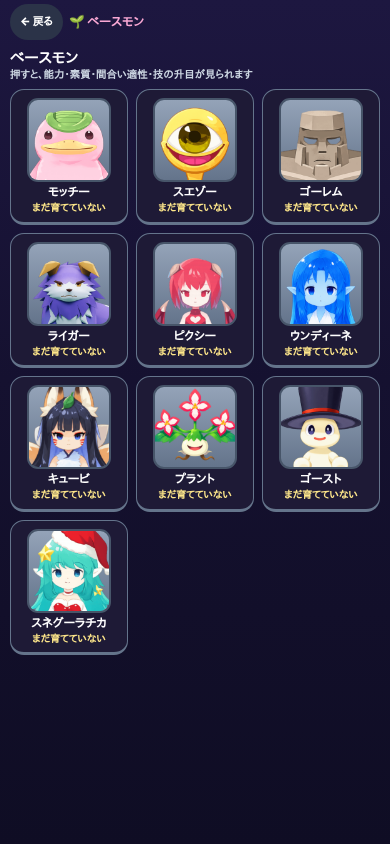 ← 戻る
🌱 ベースモン
ベースモン
押すと、能力・素質・間合い適性・技の升目が見られます
モッチー
まだ育てていない
スエゾー
まだ育てていない
ゴーレム
まだ育てていない
ライガー
まだ育てていない
ピクシー
まだ育てていない
ウンディーネ
まだ育てていない
キュービ
まだ育てていない
プラント
まだ育てていない
ゴースト
まだ育てていない
スネグーラチカ
まだ育てていない